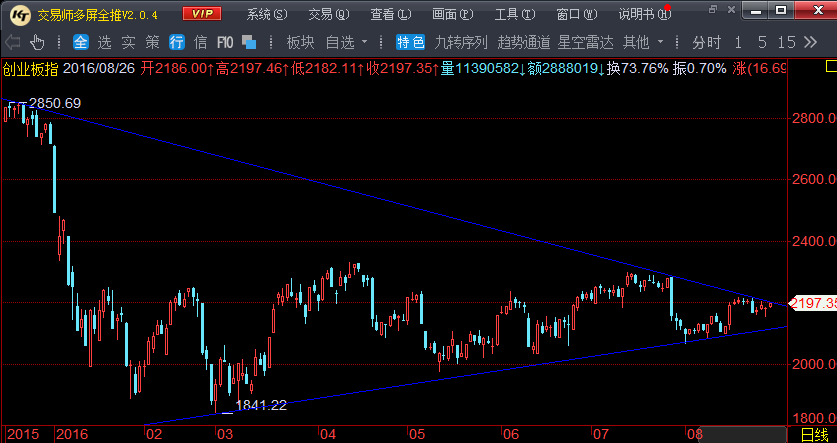 KT 交易师多屏全推V2.0.4 VIP 系统(S) 交易(Q) 查看(L) 画面(P) 工具(T) 窗口(W) 说明书(H)
全 选 实 策 行 信 F10 板块 自选 特色 九转序列 趋势通道 星空雷达 其他 分时 1 5 15
创业板指 2016/08/26 开2186.00↑高2197.46↑低2182.11↑收2197.35↑量11390582↓额2888019↓换73.76% 振0.70% 涨(16.69
2850.69
2800.00
2600.00
2400.00
2197.35
2000.00
1841.22
1800.00
2015 2016 02 03 04 05 06 07 08 日线